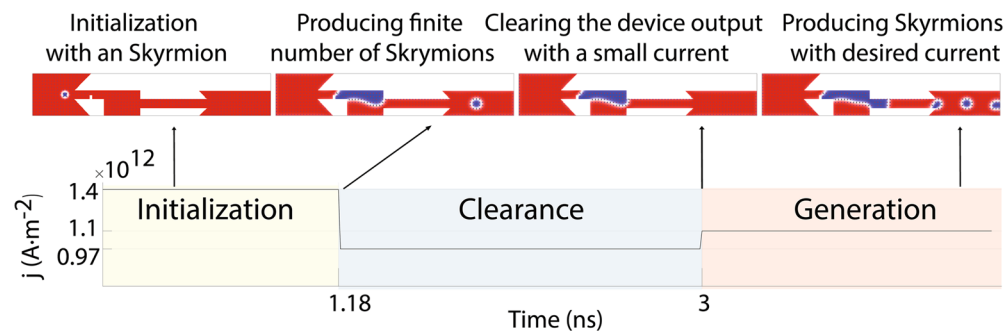 Initialization
with an Skyrmion
Producing finite
number of Skrymions
Clearing the device output
with a small current
Producing Skyrmions
with desired current
×10¹²
1.4
1.1
0.97
j (A·m⁻²)
Initialization
Clearance
Generation
1.18
3
Time (ns)